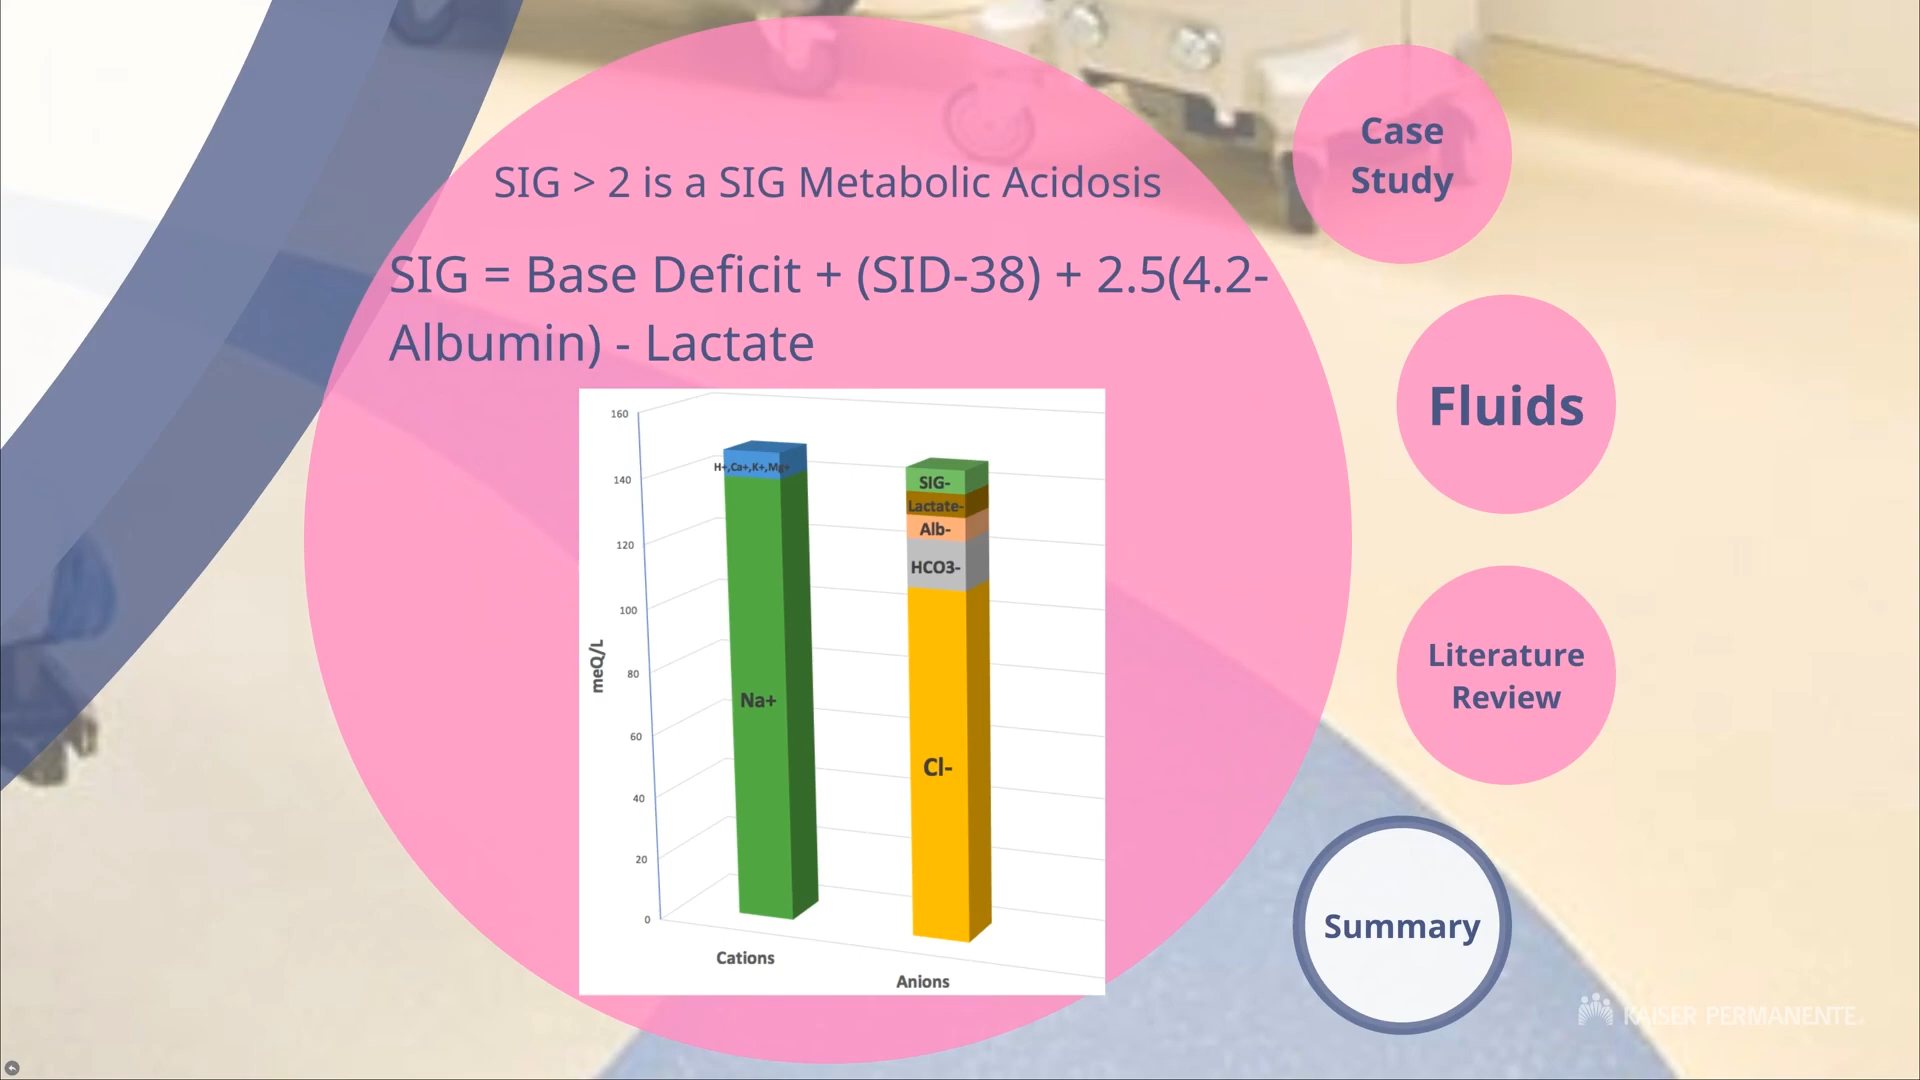 SIG > 2 is a SIG Metabolic Acidosis
SIG = Base Deficit + (SID-38) + 2.5(4.2-
Albumin) - Lactate
160
140
120
100
80
60
40
20
0
meQ/L
H+,Ca+,K+,Mg+
Na+
SIG-
Lactate-
Alb-
HCO3-
Cl-
Cations
Anions
Case
Study
Fluids
Literature
Review
Summary
KAISER PERMANENTE.